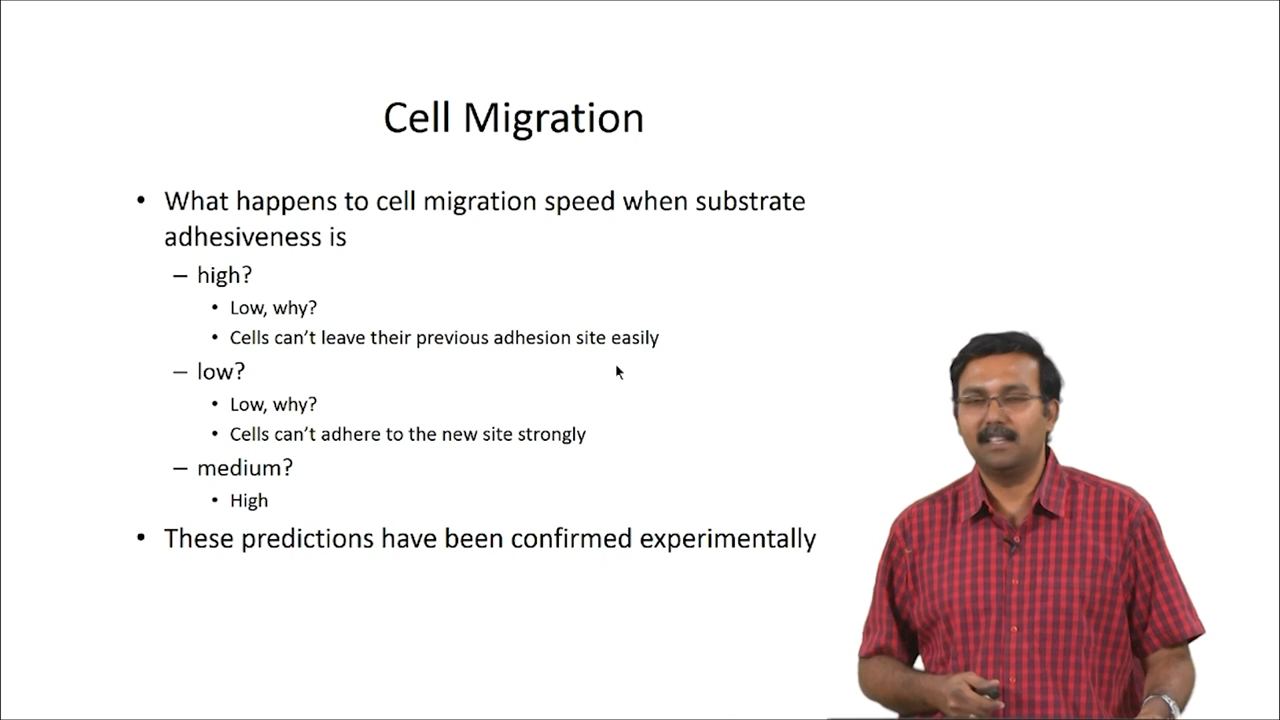 Cell Migration
• What happens to cell migration speed when substrate
adhesiveness is
– high?
• Low, why?
• Cells can’t leave their previous adhesion site easily
– low?
• Low, why?
• Cells can’t adhere to the new site strongly
– medium?
• High
• These predictions have been confirmed experimentally